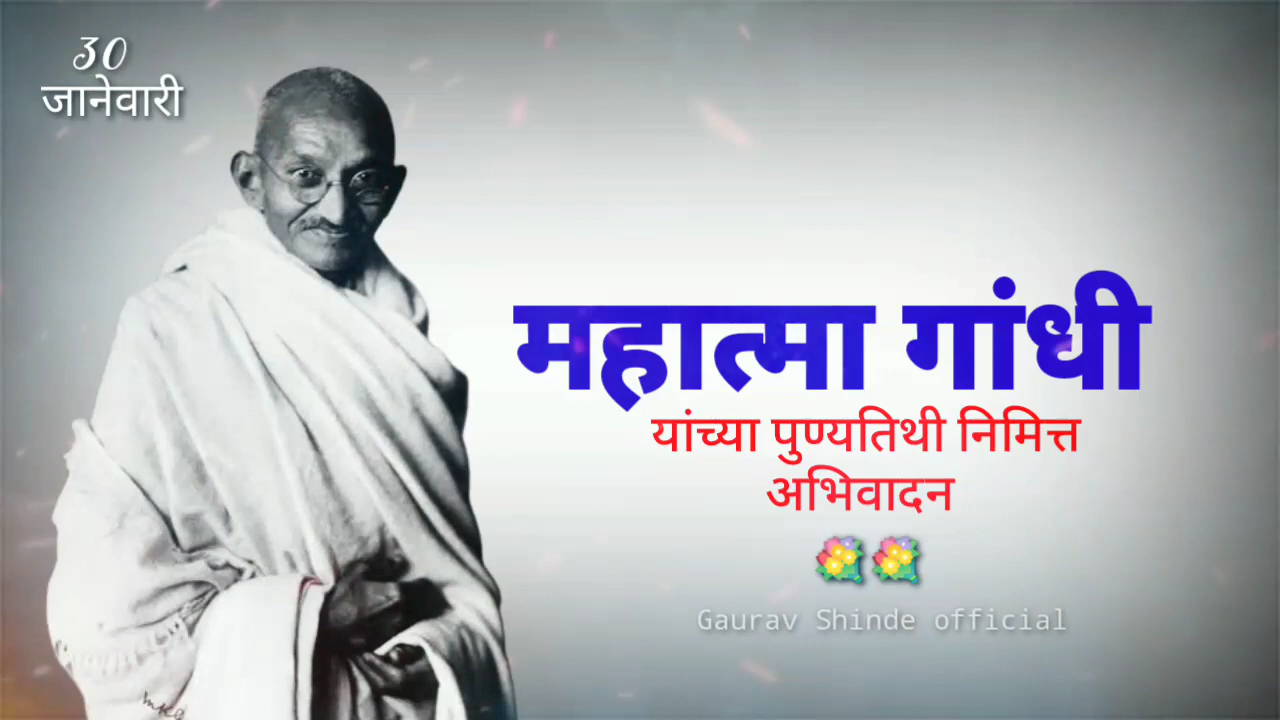 30
जानेवारी
महात्मा गांधी
यांच्या पुण्यतिथी निमित्त
अभिवादन
Gaurav Shinde official